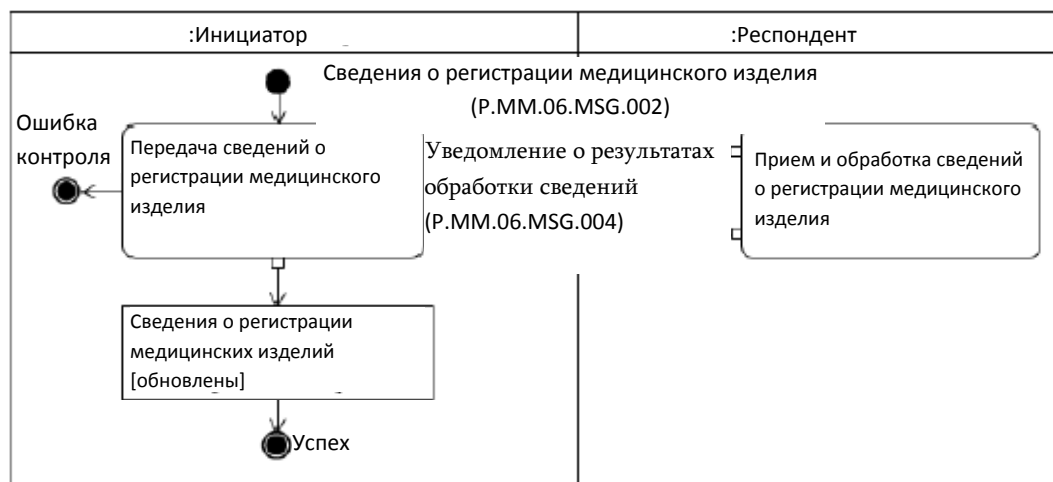 :Инициатор
:Респондент
Сведения о регистрации медицинского изделия
(P.MM.06.MSG.002)
Ошибка
контроля
Передача сведений о
регистрации медицинского
изделия
Уведомление о результатах
обработки сведений
(P.MM.06.MSG.004)
Прием и обработка сведений
о регистрации медицинского
изделия
Сведения о регистрации
медицинских изделий
[обновлены]
Успех